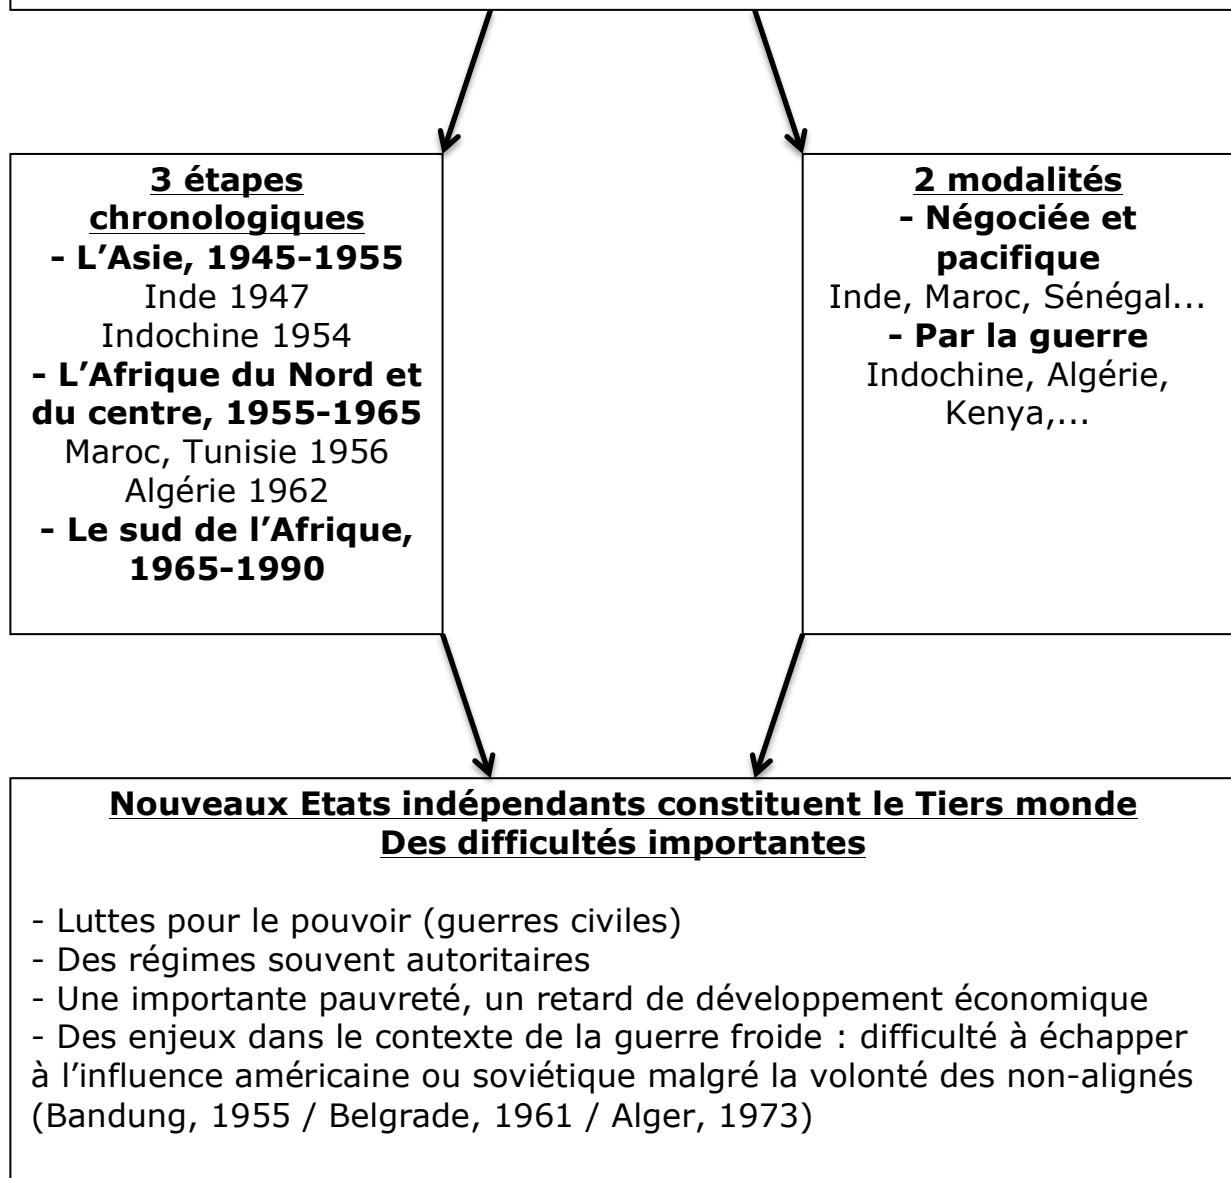 3 étapes
chronologiques
- L’Asie, 1945-1955
Inde 1947
Indochine 1954
- L’Afrique du Nord et
du centre, 1955-1965
Maroc, Tunisie 1956
Algérie 1962
- Le sud de l’Afrique,
1965-1990
2 modalités
- Négociée et
pacifique
Inde, Maroc, Sénégal...
- Par la guerre
Indochine, Algérie,
Kenya,...
Nouveaux Etats indépendants constituent le Tiers monde
Des difficultés importantes
- Luttes pour le pouvoir (guerres civiles)
- Des régimes souvent autoritaires
- Une importante pauvreté, un retard de développement économique
- Des enjeux dans le contexte de la guerre froide : difficulté à échapper
à l’influence américaine ou soviétique malgré la volonté des non-alignés
(Bandung, 1955 / Belgrade, 1961 / Alger, 1973)